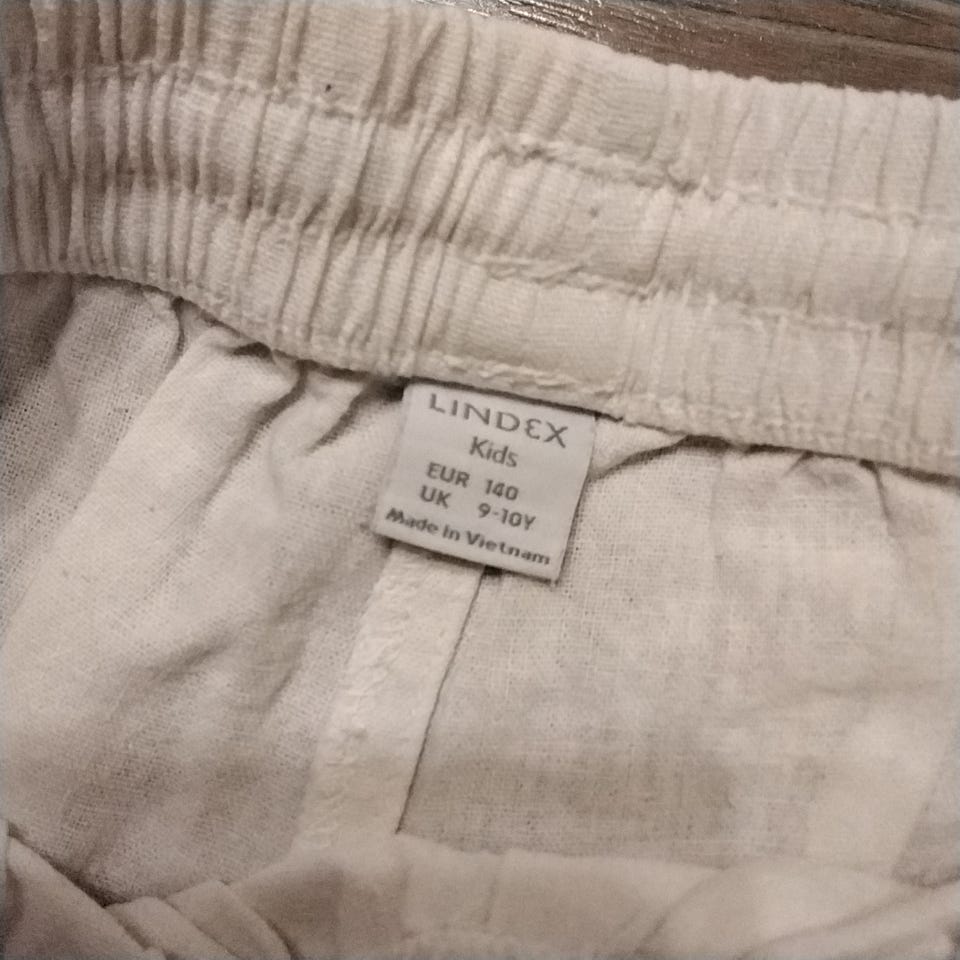 LINDEX
Kids
EUR 140
UK 9-10Y
Made in Vietnam